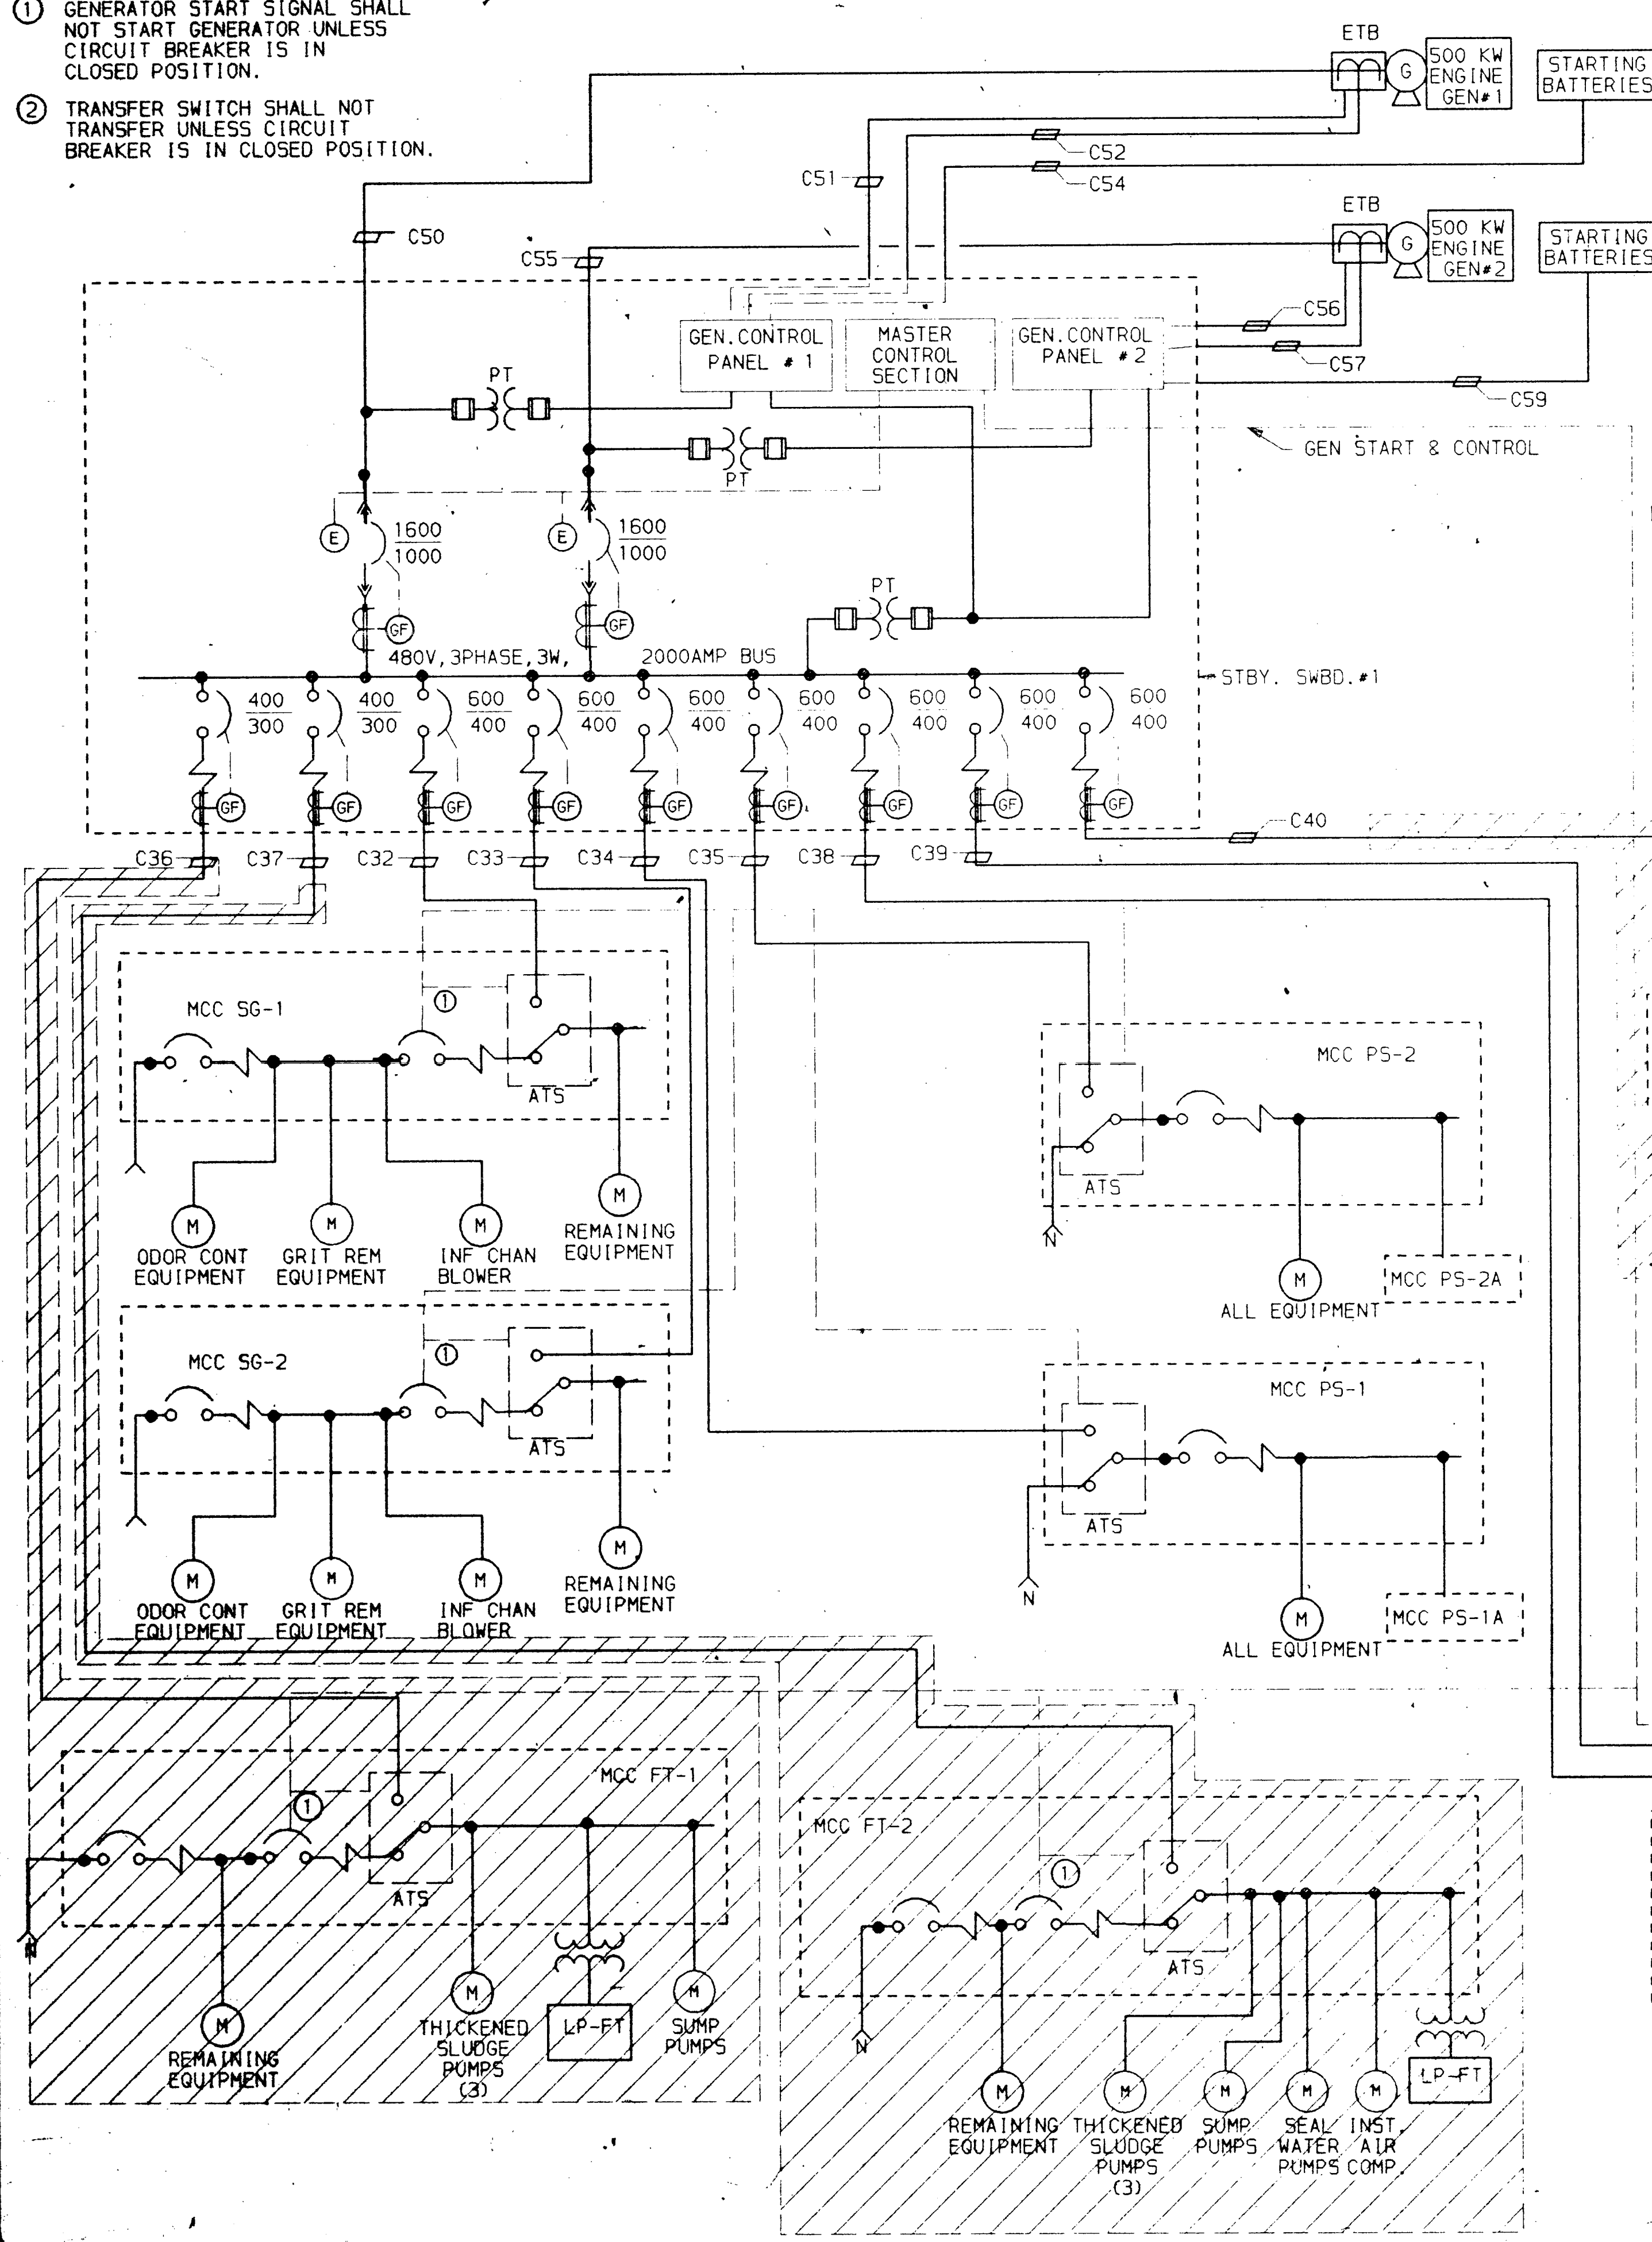 ① GENERATOR START SIGNAL SHALL
NOT START GENERATOR UNLESS
CIRCUIT BREAKER IS IN
CLOSED POSITION.
② TRANSFER SWITCH SHALL NOT
TRANSFER UNLESS CIRCUIT
BREAKER IS IN CLOSED POSITION.
ETB
G
500 KW
ENGINE
GEN#1
STARTING
BATTERIES
C52
C51
C54
ETB
G
500 KW
ENGINE
GEN#2
STARTING
BATTERIES
C50
C55
C56
C57
C59
GEN.CONTROL
PANEL # 1
MASTER
CONTROL
SECTION
GEN.CONTROL
PANEL # 2
PT
PT
GEN START & CONTROL
E
1600
1000
E
1600
1000
PT
GF
GF
480V,3PHASE,3W,
2000AMP BUS
STBY. SWBD.#1
400
300
400
300
600
400
600
400
600
400
600
400
600
400
600
400
600
400
GF
GF
GF
GF
GF
GF
GF
GF
GF
C40
C36
C37
C32
C33
C34
C35
C38
C39
MCC SG-1
①
ATS
M
M
M
M
ODOR CONT
EQUIPMENT
GRIT REM
EQUIPMENT
INF CHAN
BLOWER
REMAINING
EQUIPMENT
MCC PS-2
ATS
N
M
ALL EQUIPMENT
MCC PS-2A
MCC SG-2
①
ATS
M
M
M
M
ODOR CONT
EQUIPMENT
GRIT REM
EQUIPMENT
INF CHAN
BLOWER
REMAINING
EQUIPMENT
MCC PS-1
ATS
N
M
ALL EQUIPMENT
MCC PS-1A
MCC FT-1
①
ATS
N
M
REMAINING
EQUIPMENT
M
THICKENED
SLUDGE
PUMPS
(3)
LP-FT
M
SUMP
PUMPS
MCC FT-2
①
ATS
N
M
REMAINING
EQUIPMENT
M
THICKENED
SLUDGE
PUMPS
(3)
M
SUMP
PUMPS
M
SEAL
WATER
PUMPS
M
INST.
AIR
COMP.
LP-FT